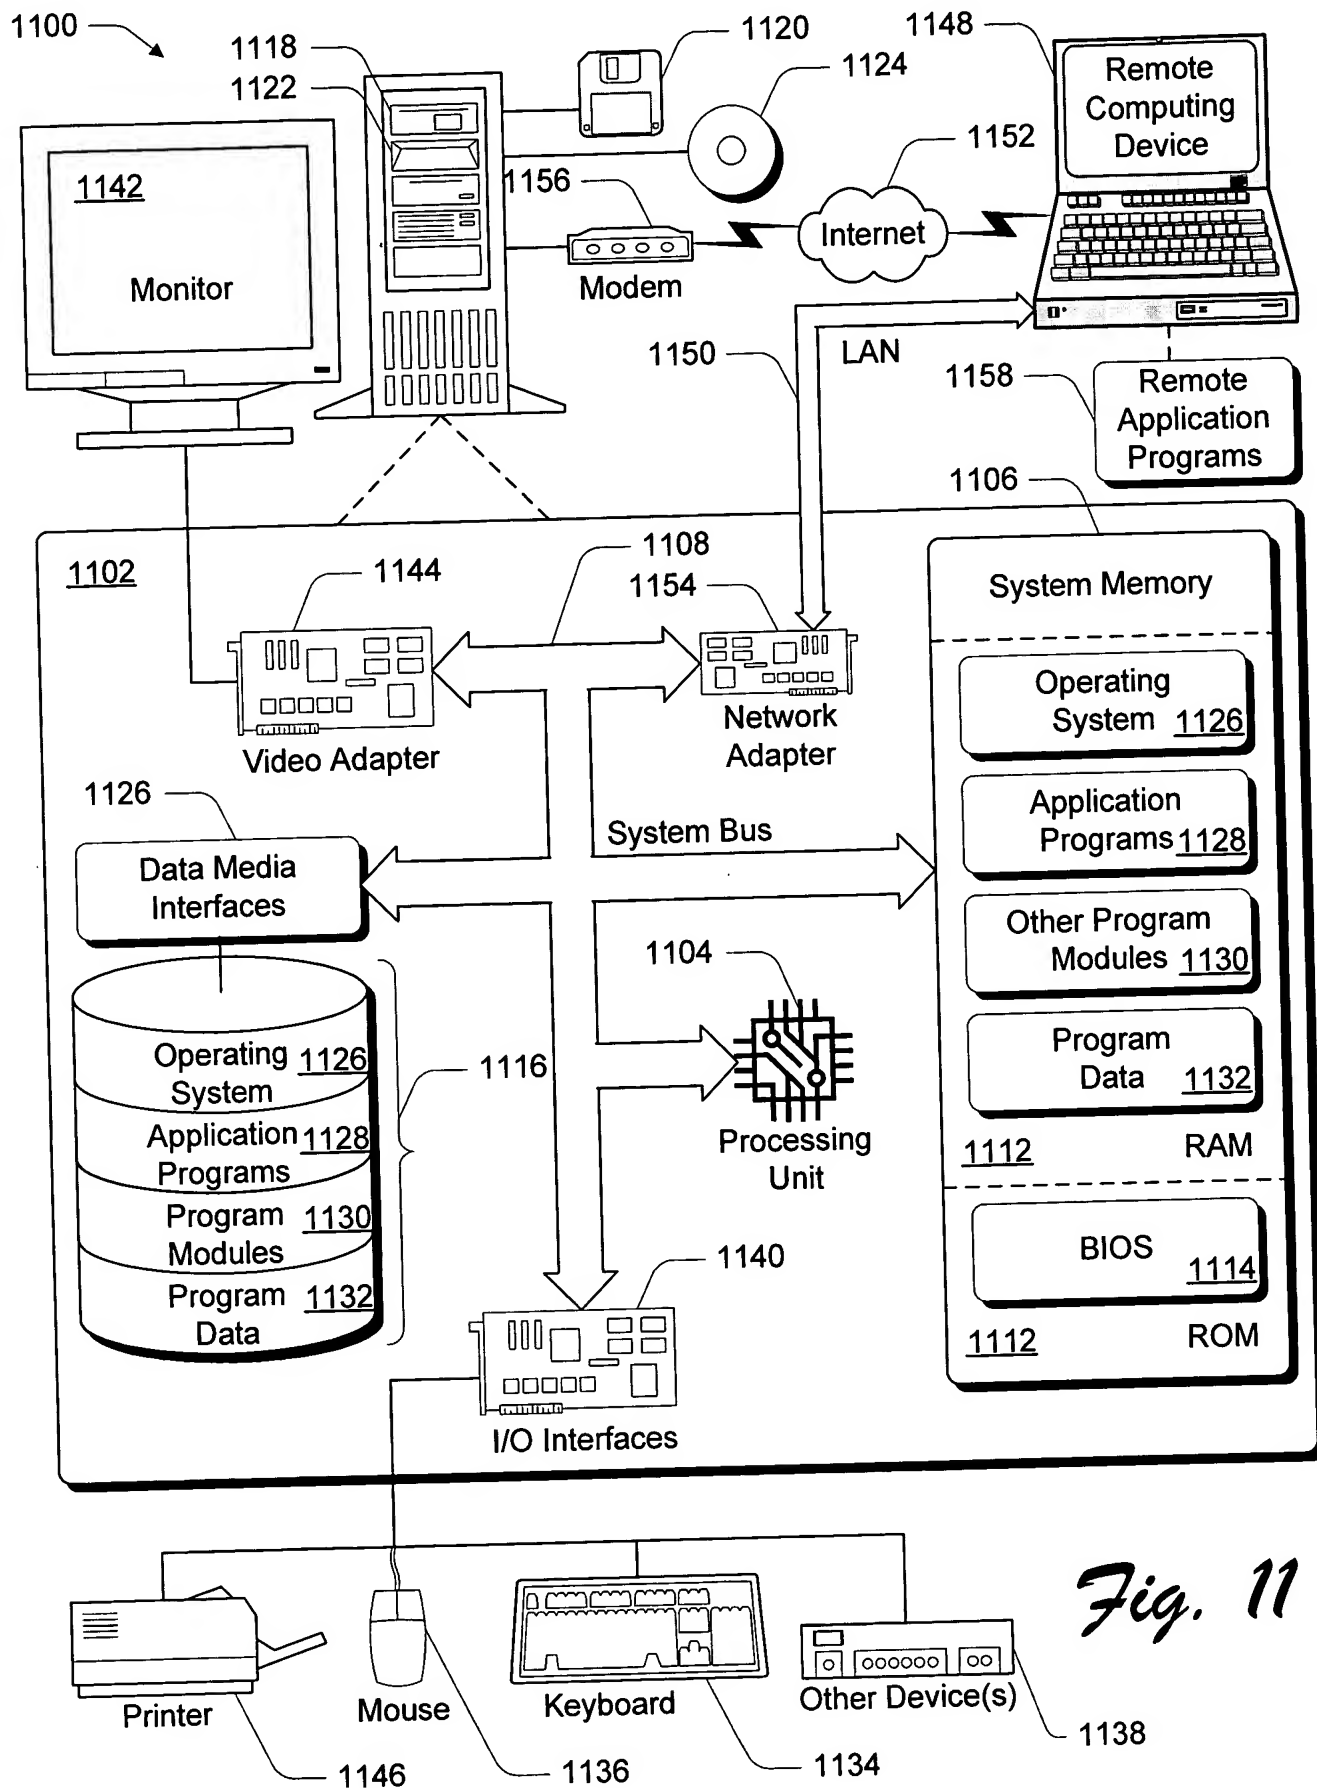 1100
1118
1122
1120
1124
1148
Remote
Computing
Device
1152
1142
1156
Internet
Monitor
Modem
1150
LAN
1158
Remote
Application
Programs
1106
1102
1144
1108
1154
System Memory
Operating
System 1126
Video Adapter
Network
Adapter
1126
Application
Programs 1128
System Bus
Data Media
Interfaces
Other Program
Modules 1130
1104
Operating
System 1126
1116
Program
Data 1132
Application
Programs 1128
Processing
Unit
1112 RAM
Program
Modules 1130
BIOS
1114
1140
Program
Data 1132
1112 ROM
I/O Interfaces
Fig. 11
Printer
Mouse
Keyboard
Other Device(s)
1146
1136
1134
1138